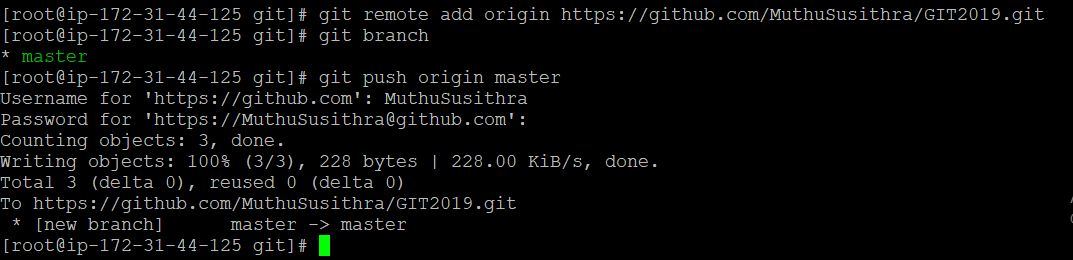 [root@ip-172-31-44-125 git]# git remote add origin https://github.com/MuthuSusithra/GIT2019.git
[root@ip-172-31-44-125 git]# git branch
* master
[root@ip-172-31-44-125 git]# git push origin master
Username for 'https://github.com': MuthuSusithra
Password for 'https://MuthuSusithra@github.com':
Counting objects: 3, done.
Writing objects: 100% (3/3), 228 bytes | 228.00 KiB/s, done.
Total 3 (delta 0), reused 0 (delta 0)
To https://github.com/MuthuSusithra/GIT2019.git
 * [new branch]      master -> master
[root@ip-172-31-44-125 git]#